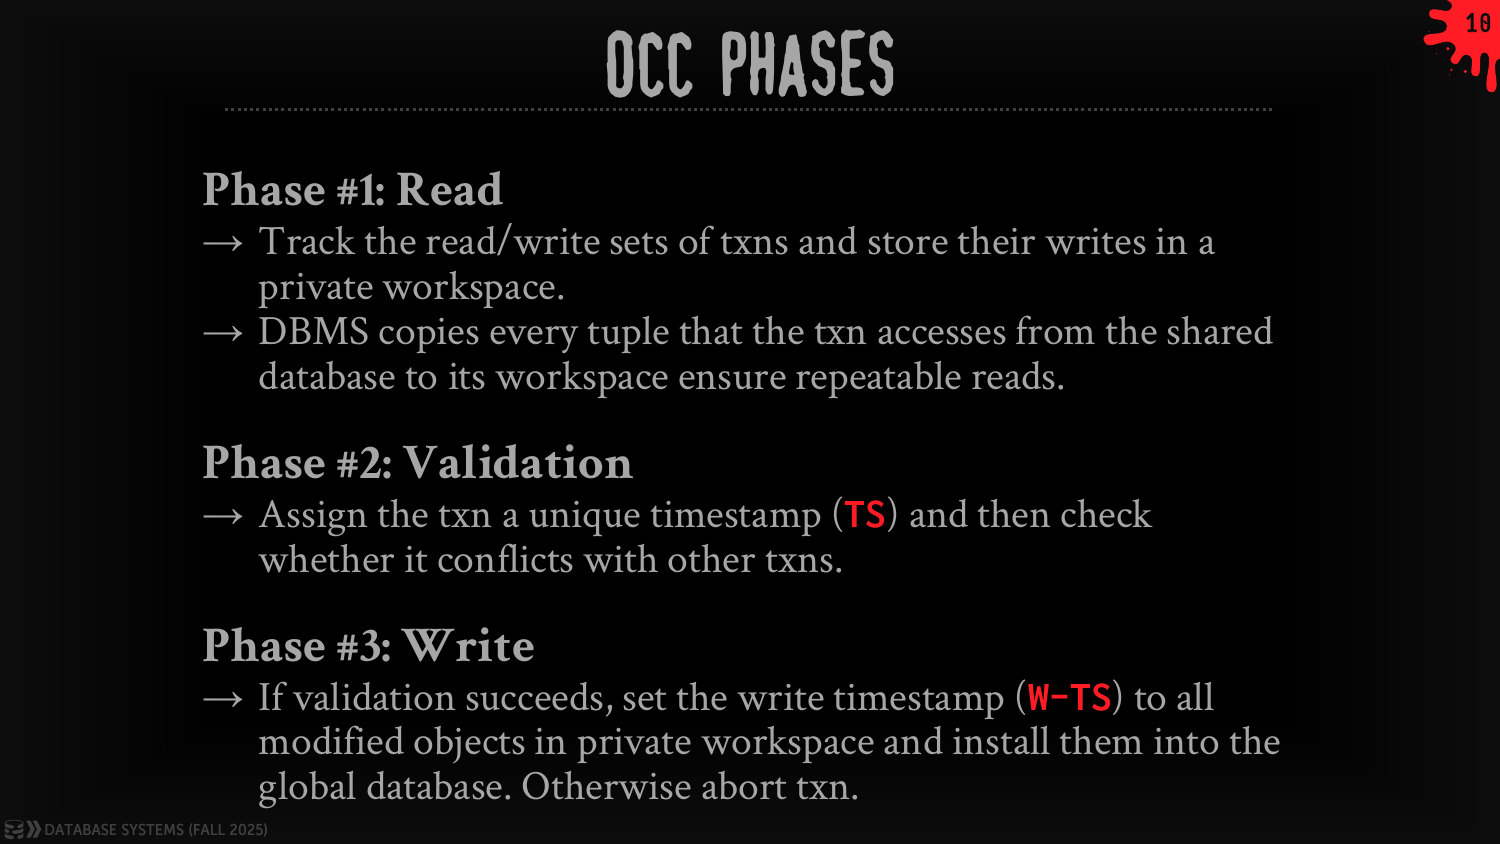 OCC PHASES
10
Phase #1: Read
→ Track the read/write sets of txns and store their writes in a
private workspace.
→ DBMS copies every tuple that the txn accesses from the shared
database to its workspace ensure repeatable reads.
Phase #2: Validation
→ Assign the txn a unique timestamp (TS) and then check
whether it conflicts with other txns.
Phase #3: Write
→ If validation succeeds, set the write timestamp (W-TS) to all
modified objects in private workspace and install them into the
global database. Otherwise abort txn.
DATABASE SYSTEMS (FALL 2025)